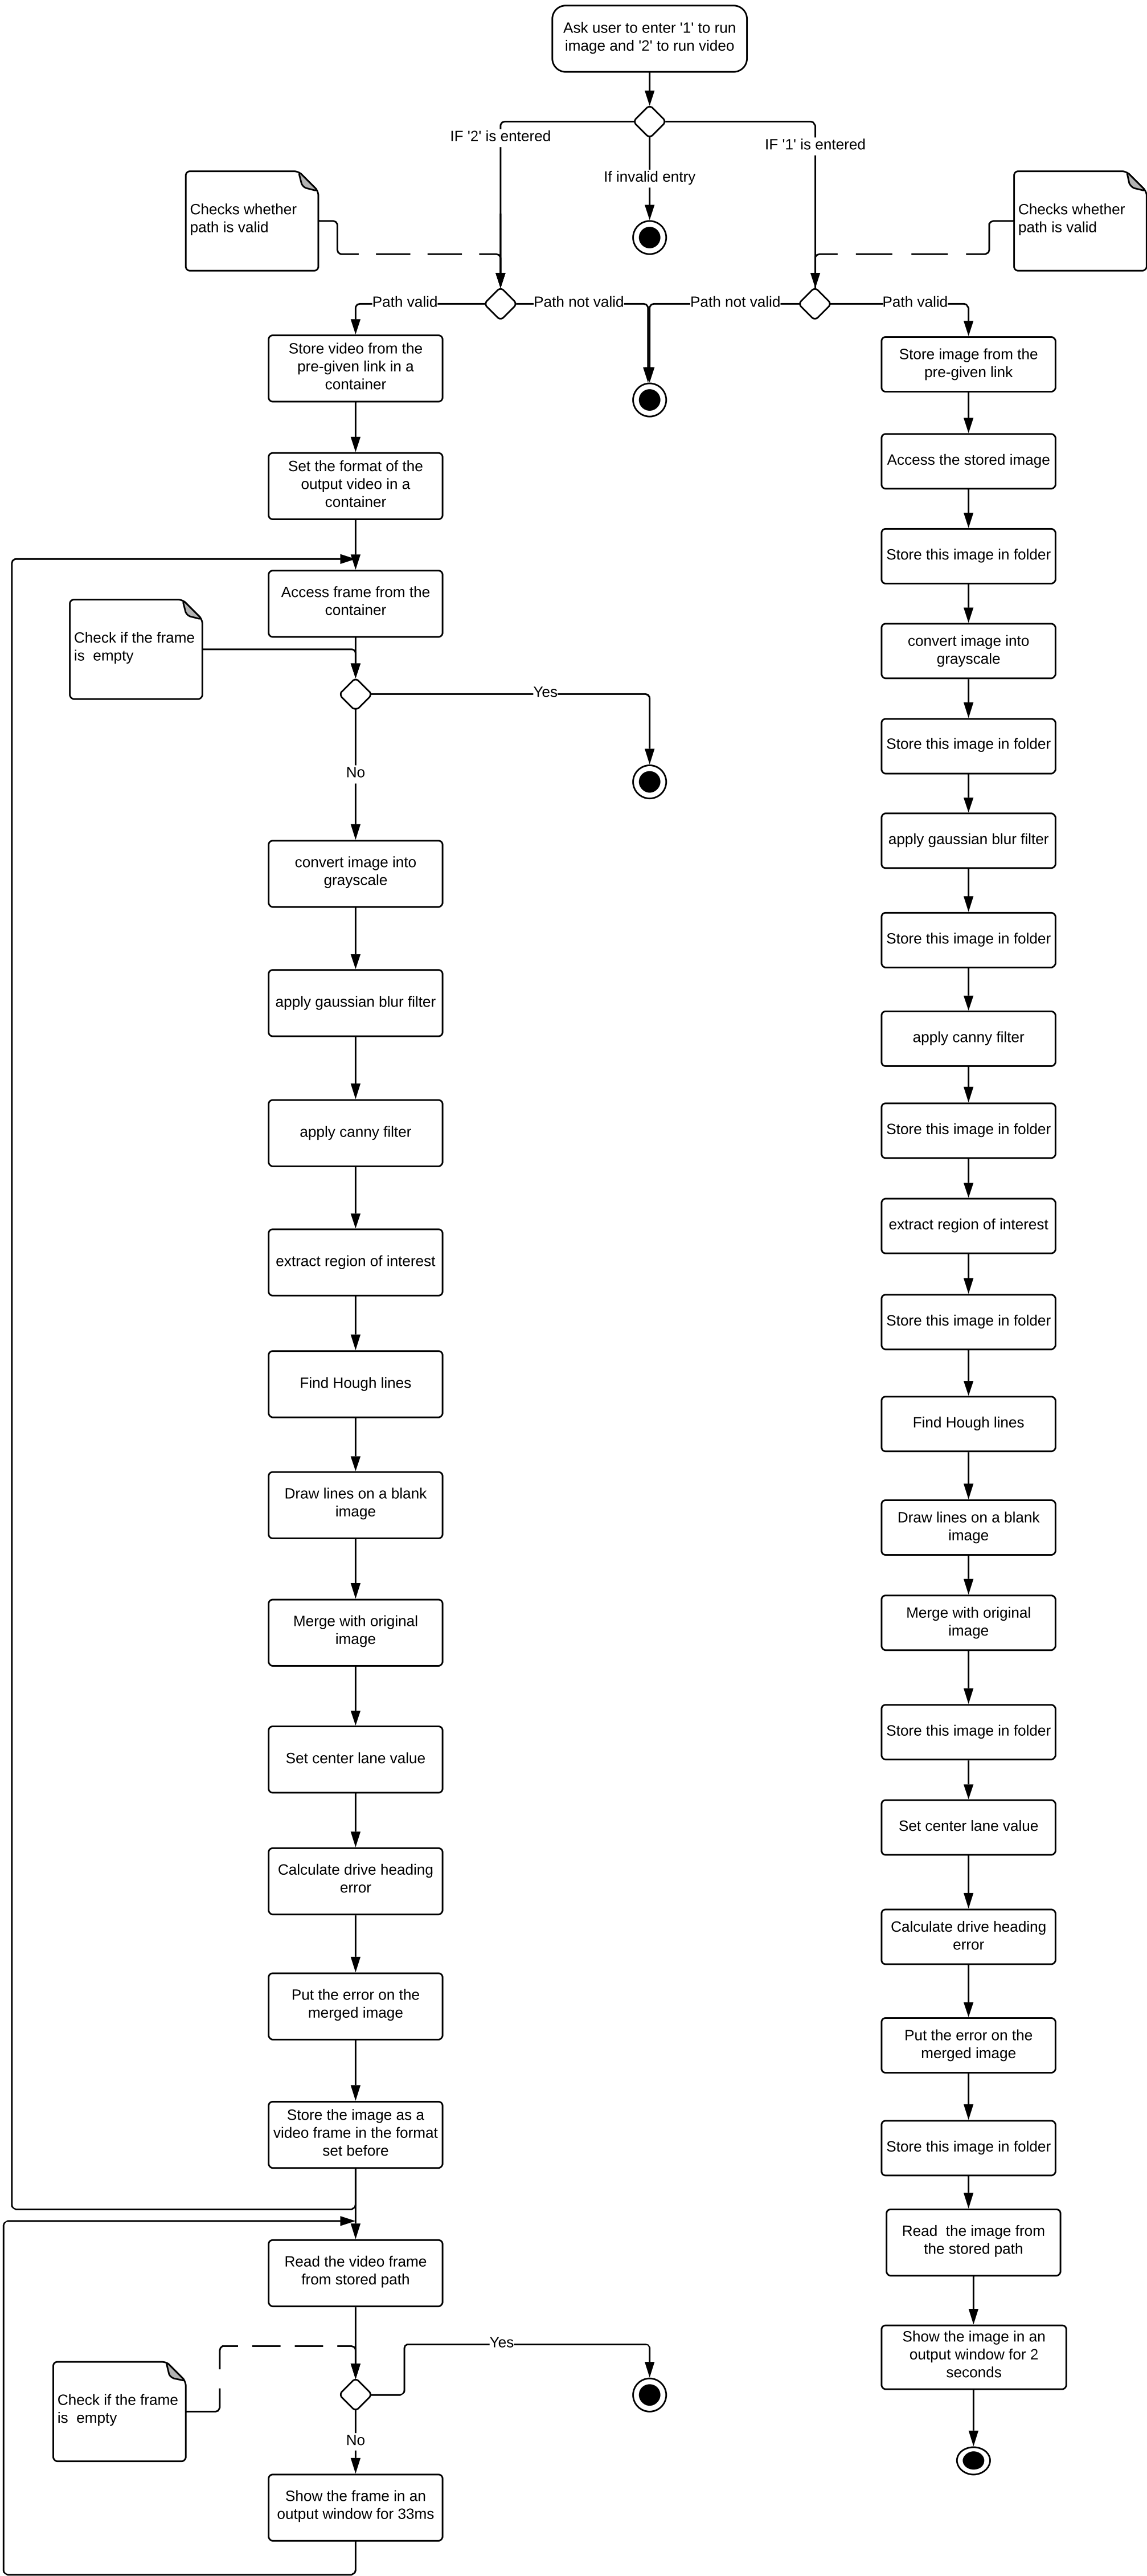 Ask user to enter '1' to run
image and '2' to run video
IF '2' is entered
IF '1' is entered
If invalid entry
Checks whether
path is valid
Checks whether
path is valid
Path valid
Path not valid
Path not valid
Path valid
Store video from the
pre-given link in a
container
Set the format of the
output video in a
container
Access frame from the
container
Check if the frame
is  empty
Yes
No
convert image into
grayscale
apply gaussian blur filter
apply canny filter
extract region of interest
Find Hough lines
Draw lines on a blank
image
Merge with original
image
Set center lane value
Calculate drive heading
error
Put the error on the
merged image
Store the image as a
video frame in the format
set before
Read the video frame
from stored path
Yes
Check if the frame
is  empty
No
Show the frame in an
output window for 33ms
Store image from the
pre-given link
Access the stored image
Store this image in folder
convert image into
grayscale
Store this image in folder
apply gaussian blur filter
Store this image in folder
apply canny filter
Store this image in folder
extract region of interest
Store this image in folder
Find Hough lines
Draw lines on a blank
image
Merge with original
image
Store this image in folder
Set center lane value
Calculate drive heading
error
Put the error on the
merged image
Store this image in folder
Read  the image from
the stored path
Show the image in an
output window for 2
seconds